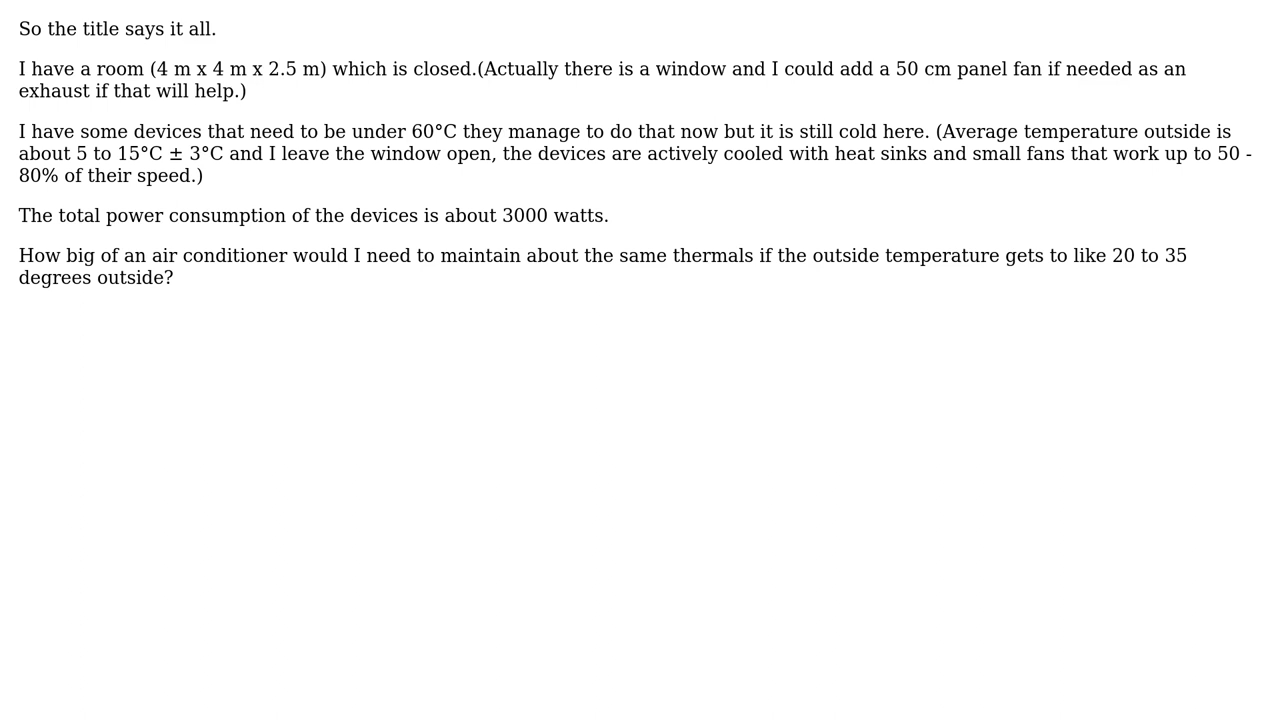 So the title says it all.
I have a room (4 m x 4 m x 2.5 m) which is closed.(Actually there is a window and I could add a 50 cm panel fan if needed as an
exhaust if that will help.)
I have some devices that need to be under 60°C they manage to do that now but it is still cold here. (Average temperature outside is
about 5 to 15°C ± 3°C and I leave the window open, the devices are actively cooled with heat sinks and small fans that work up to 50 -
80% of their speed.)
The total power consumption of the devices is about 3000 watts.
How big of an air conditioner would I need to maintain about the same thermals if the outside temperature gets to like 20 to 35
degrees outside?